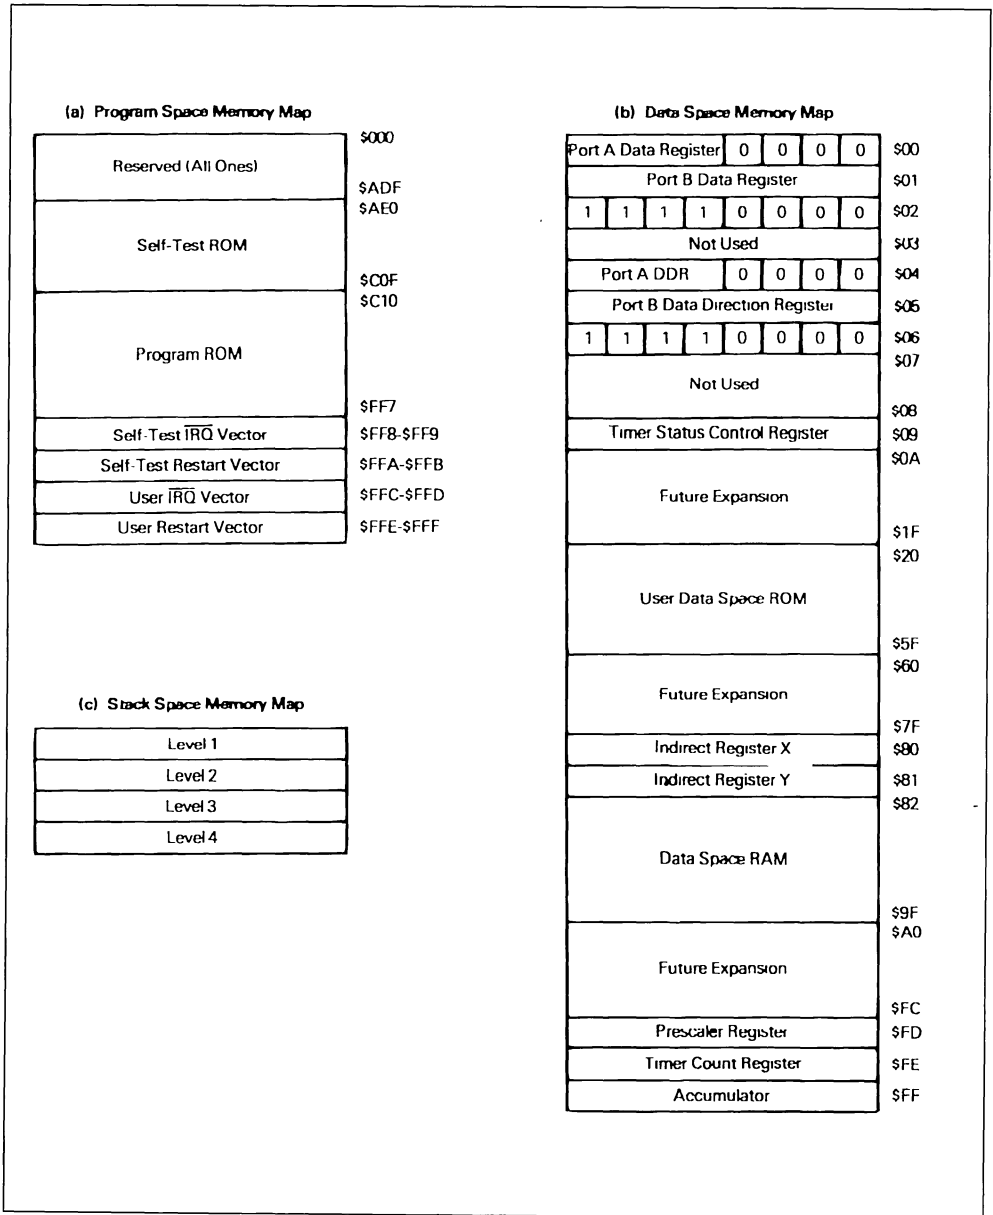 (a) Program Space Memory Map
$000
Reserved (All Ones)
$ADF
$AE0
Self-Test ROM
$C0F
$C10
Program ROM
$FF7
Self-Test IRQ Vector $FF8-$FF9
Self-Test Restart Vector $FFA-$FFB
User IRQ Vector $FFC-$FFD
User Restart Vector $FFE-$FFF
(c) Stack Space Memory Map
Level 1
Level 2
Level 3
Level 4
(b) Data Space Memory Map
Port A Data Register 0 0 0 0 $00
Port B Data Register $01
1 1 1 1 0 0 0 0 $02
Not Used $03
Port A DDR 0 0 0 0 $04
Port B Data Direction Register $05
1 1 1 1 0 0 0 0 $06
$07
Not Used
$08
Timer Status Control Register $09
$0A
Future Expansion
$1F
$20
User Data Space ROM
$5F
$60
Future Expansion
$7F
Indirect Register X $80
Indirect Register Y $81
$82
Data Space RAM
$9F
$A0
Future Expansion
$FC
Prescaler Register $FD
Timer Count Register $FE
Accumulator $FF